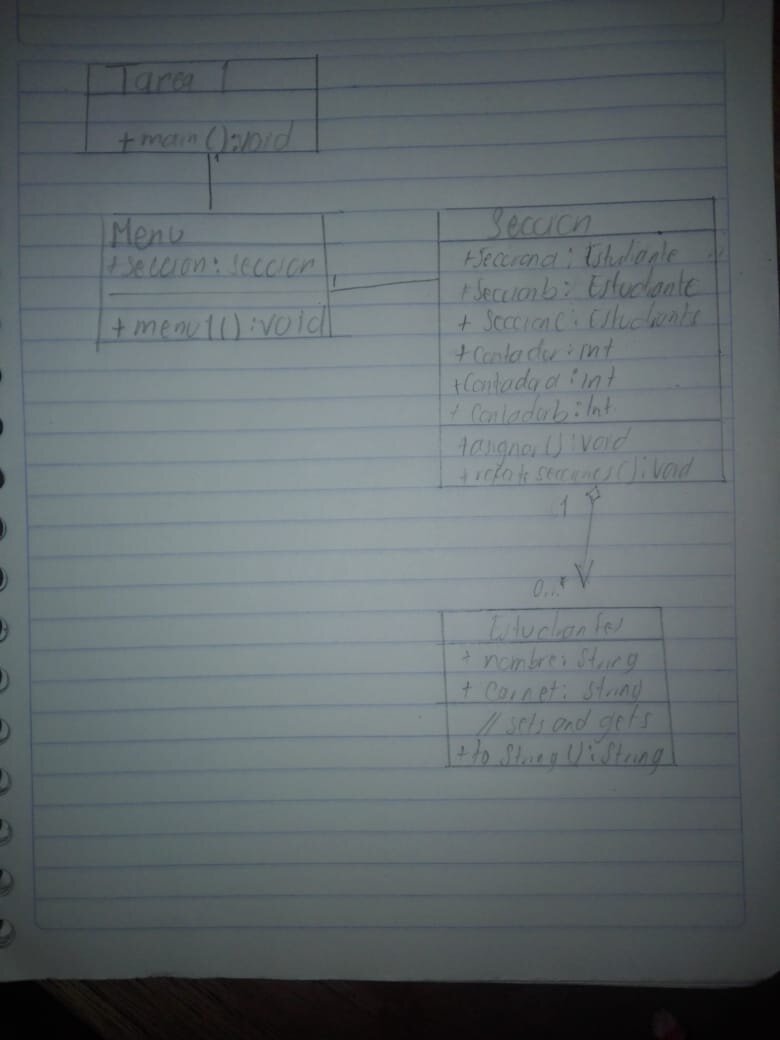 Tarea 1
+main():void
1
Menu
+seccion: seccion
+menu1():void
1
Seccion
+Secciona: Estudiante
+Seccionb: Estudiante
+ Seccionc: Estudiante
+Contador: int
+Contadora: int
+ Contadorb: Int
+asignar():void
+ secciones():void
1
0...*
Estudiantes
+ nombre: String
+ Carnet: String
// sets and gets
+to String(): String